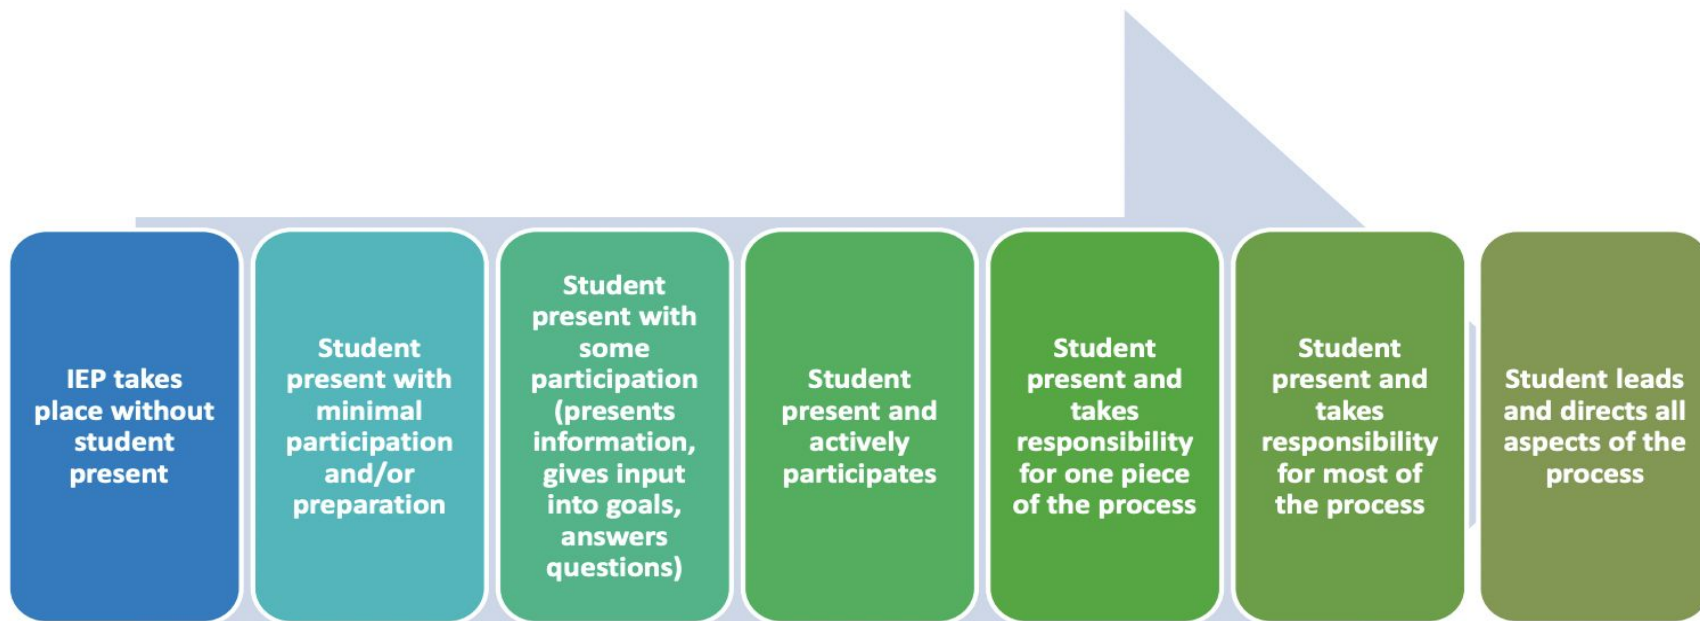 IEP takes
place without
student
present
Student
present with
minimal
participation
and/or
preparation
Student
present with
some
participation
(presents
information,
gives input
into goals,
answers
questions)
Student
present and
actively
participates
Student
present and
takes
responsibility
for one piece
of the process
Student
present and
takes
responsibility
for most of
the process
Student leads
and directs all
aspects of the
process